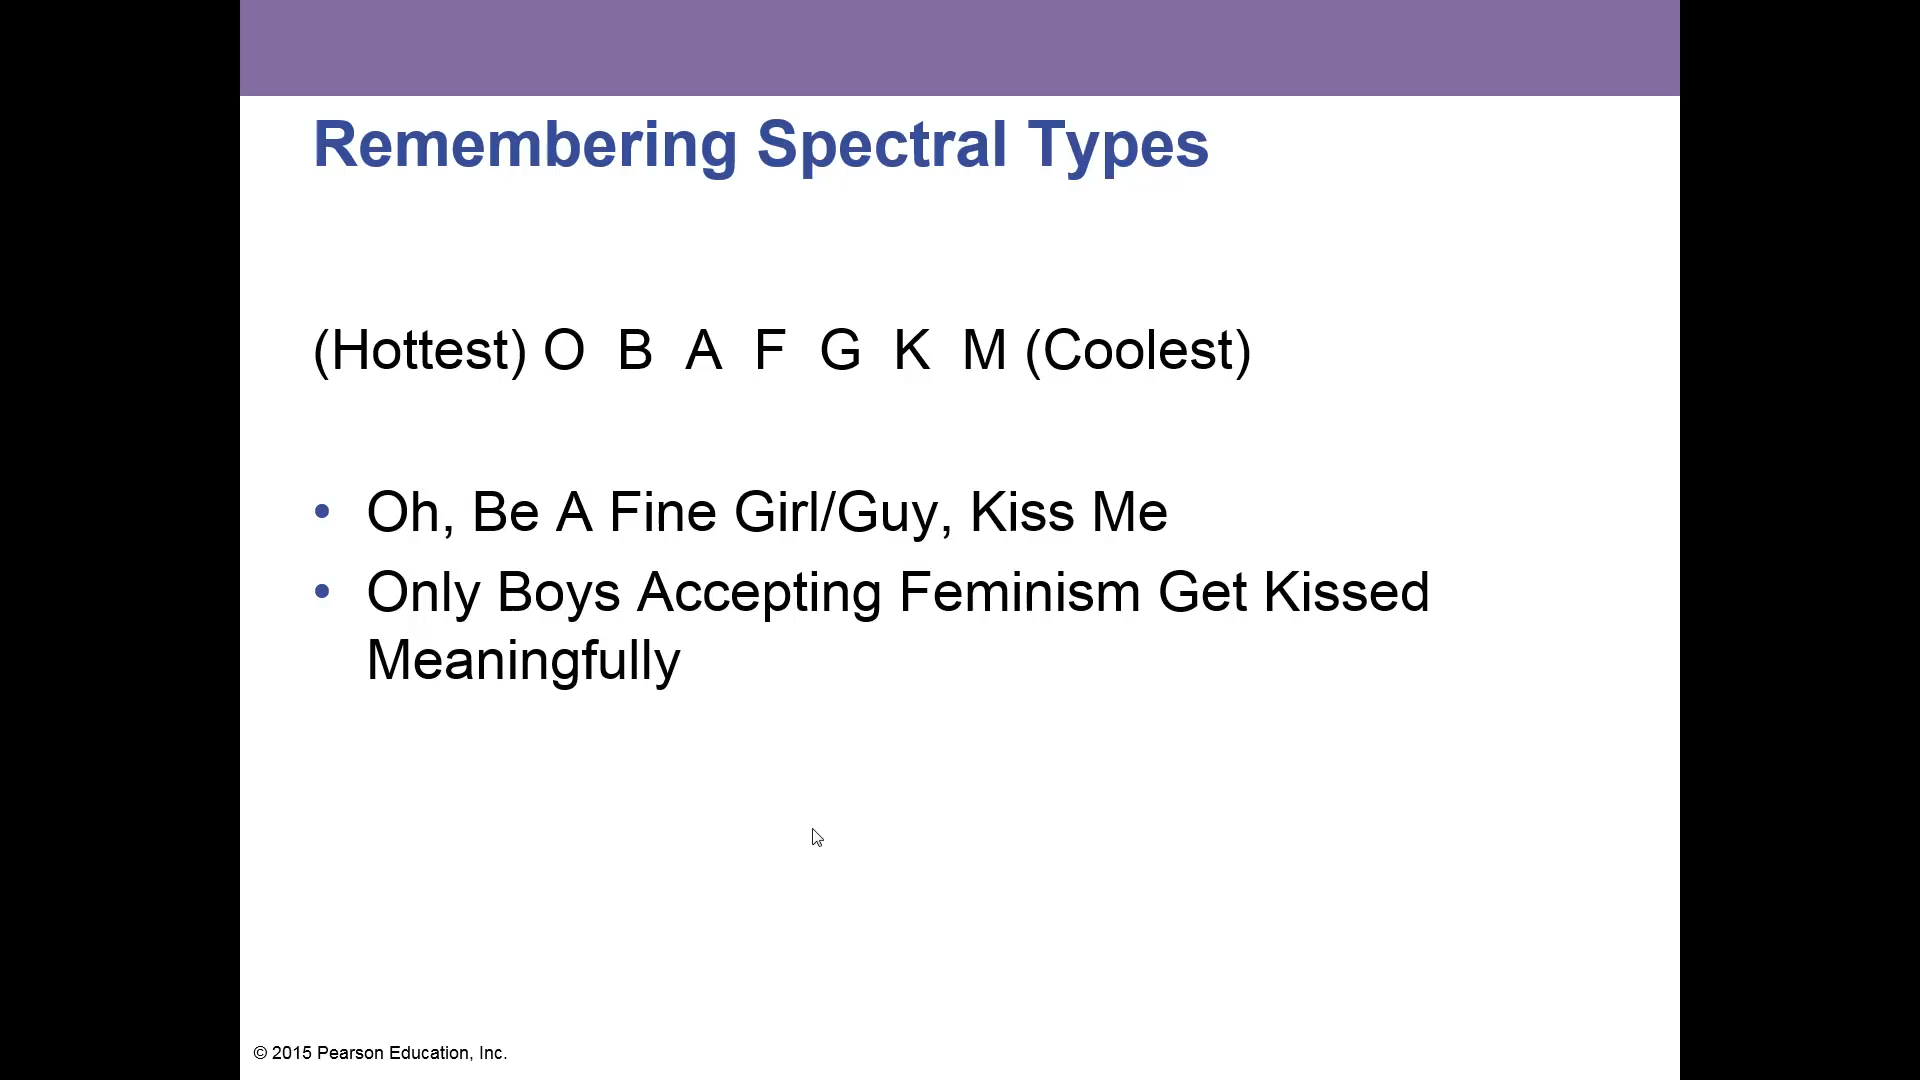 Remembering Spectral Types
(Hottest) O B A F G K M (Coolest)
• Oh, Be A Fine Girl/Guy, Kiss Me
• Only Boys Accepting Feminism Get Kissed
Meaningfully
© 2015 Pearson Education, Inc.